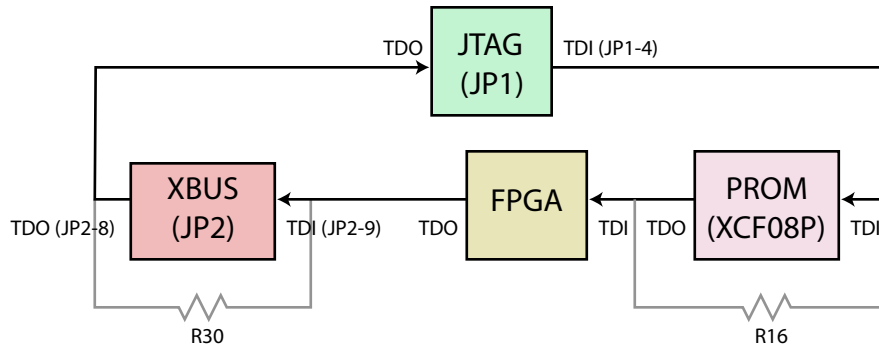 TDO
JTAG
(JP1)
TDI (JP1-4)
XBUS
(JP2)
FPGA
PROM
(XCF08P)
TDO (JP2-8)
TDI (JP2-9)
TDO
TDI
TDO
TDI
R30
R16